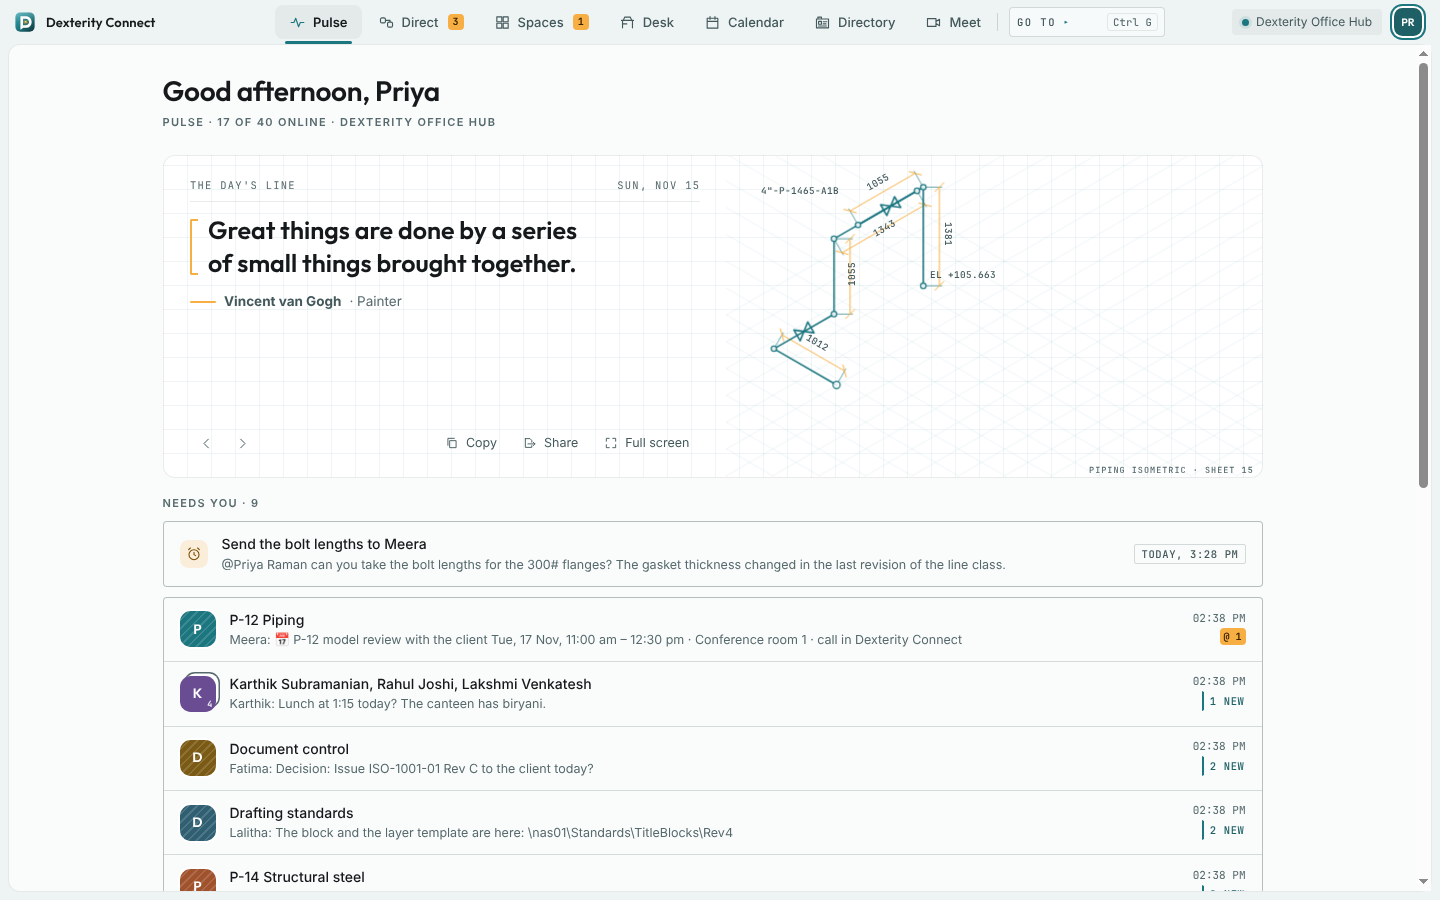 Dexterity Connect
Pulse
Direct 3
Spaces 1
Desk
Calendar
Directory
Meet
GO TO ▸ Ctrl G
Dexterity Office Hub
PR
Good afternoon, Priya
PULSE · 17 OF 40 ONLINE · DEXTERITY OFFICE HUB
THE DAY'S LINE
SUN, NOV 15
Great things are done by a series
of small things brought together.
Vincent van Gogh · Painter
Copy
Share
Full screen
4"-P-1465-A1B
1055
1343
1381
1055
EL +105.663
1012
PIPING ISOMETRIC · SHEET 15
NEEDS YOU · 9
Send the bolt lengths to Meera
@Priya Raman can you take the bolt lengths for the 300# flanges? The gasket thickness changed in the last revision of the line class.
TODAY, 3:28 PM
P
P-12 Piping
02:38 PM
Meera: 📅 P-12 model review with the client Tue, 17 Nov, 11:00 am – 12:30 pm · Conference room 1 · call in Dexterity Connect
@ 1
K 4
Karthik Subramanian, Rahul Joshi, Lakshmi Venkatesh
02:38 PM
Karthik: Lunch at 1:15 today? The canteen has biryani.
1 NEW
D
Document control
02:38 PM
Fatima: Decision: Issue ISO-1001-01 Rev C to the client today?
2 NEW
D
Drafting standards
02:38 PM
Lalitha: The block and the layer template are here: \nas01\Standards\TitleBlocks\Rev4
2 NEW
P
P-14 Structural steel
02:38 PM